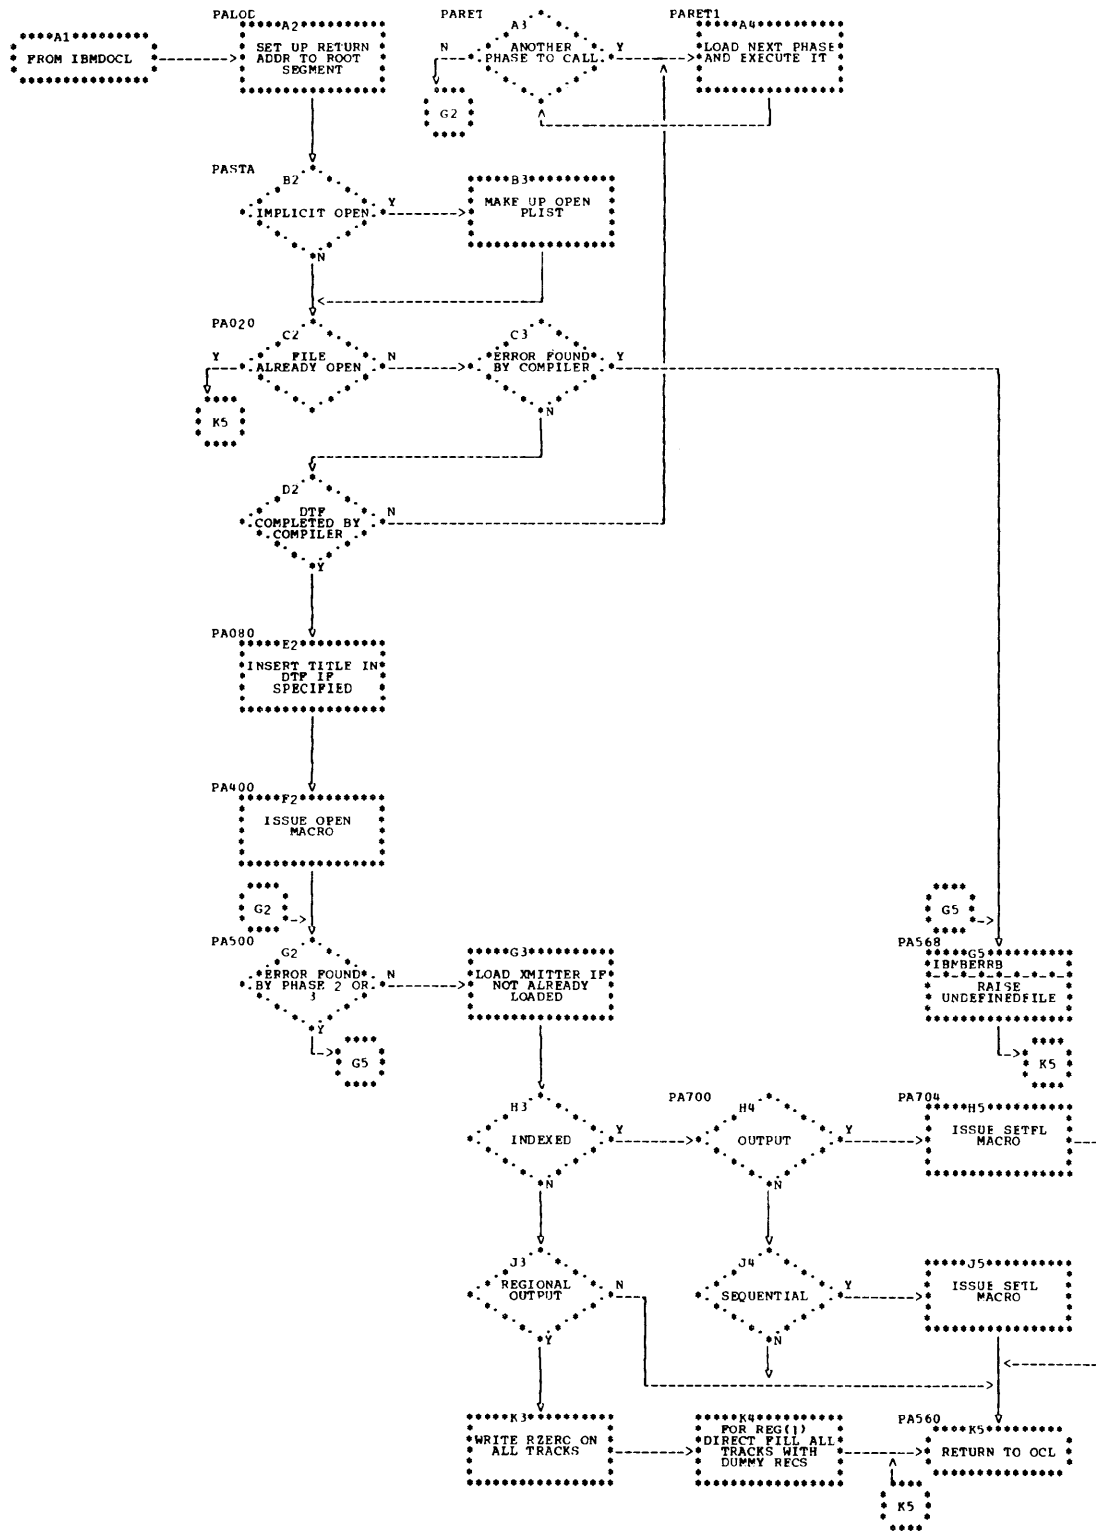 PALOD PARET PARET1
A1 A2 A3 A4
FROM IBMDOCL
SET UP RETURN
ADDR TO ROOT
SEGMENT
N
ANOTHER
PHASE TO CALL
Y
LOAD NEXT PHASE
AND EXECUTE IT
G2
PASTA
B2
IMPLICIT OPEN
Y
N
B3
MAKE UP OPEN
PLIST
PA020
C2
Y
FILE
ALREADY OPEN
N
C3
ERROR FOUND
BY COMPILER
Y
N
K5
D2
DTF
COMPLETED BY
COMPILER
N
Y
PA080
E2
INSERT TITLE IN
DTF IF
SPECIFIED
PA400
F2
ISSUE OPEN
MACRO
G2
PA500
G2
ERROR FOUND
BY PHASE 2 OR
3
N
Y
G5
G3
LOAD XMITTER IF
NOT ALREADY
LOADED
G5
PA568
G5
IBMBERRB
RAISE
UNDEFINEDFILE
K5
H3
INDEXED
Y
N
PA700
H4
OUTPUT
Y
N
PA704
H5
ISSUE SETFL
MACRO
J3
REGIONAL
OUTPUT
N
Y
J4
SEQUENTIAL
Y
N
J5
ISSUE SETL
MACRO
K3
WRITE RZERO ON
ALL TRACKS
K4
FOR REG(1)
DIRECT FILL ALL
TRACKS WITH
DUMMY RECS
PA560
K5
RETURN TO OCL
K5